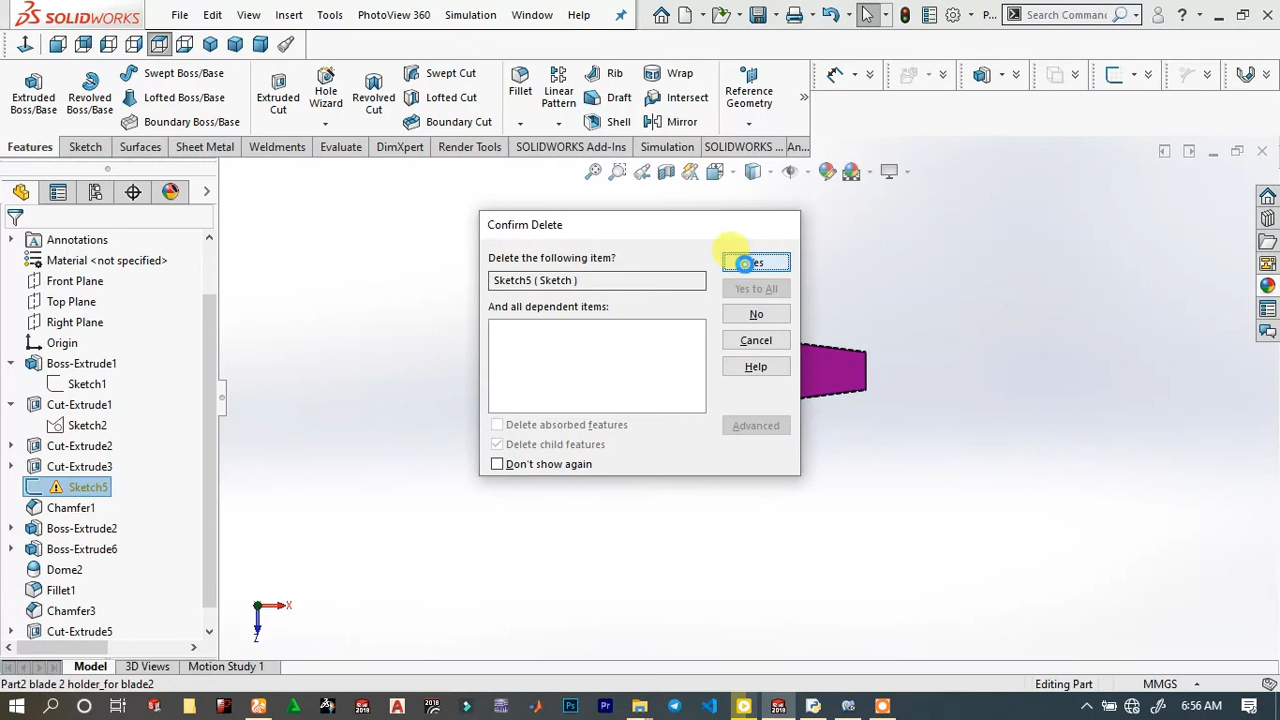 SOLIDWORKS
File
Edit
View
Insert
Tools
PhotoView 360
Simulation
Window
Help
P...
Search Comman
Extruded Boss/Base
Revolved Boss/Base
Swept Boss/Base
Lofted Boss/Base
Boundary Boss/Base
Extruded Cut
Hole Wizard
Revolved Cut
Swept Cut
Lofted Cut
Boundary Cut
Fillet
Linear Pattern
Rib
Draft
Shell
Wrap
Intersect
Mirror
Reference Geometry
Features
Sketch
Surfaces
Sheet Metal
Weldments
Evaluate
DimXpert
Render Tools
SOLIDWORKS Add-Ins
Simulation
SOLIDWORKS ...
An...
Annotations
Material <not specified>
Front Plane
Top Plane
Right Plane
Origin
Boss-Extrude1
Sketch1
Cut-Extrude1
Sketch2
Cut-Extrude2
Cut-Extrude3
Sketch5
Chamfer1
Boss-Extrude2
Boss-Extrude6
Dome2
Fillet1
Chamfer3
Cut-Extrude5
Confirm Delete
Delete the following item?
Sketch5 ( Sketch )
And all dependent items:
Delete absorbed features
Delete child features
Don't show again
Yes to All
No
Cancel
Help
Advanced
X
Z
Model
3D Views
Motion Study 1
Part2 blade 2 holder_for blade2
Editing Part
MMGS
2018
2018
2018
6:56 AM